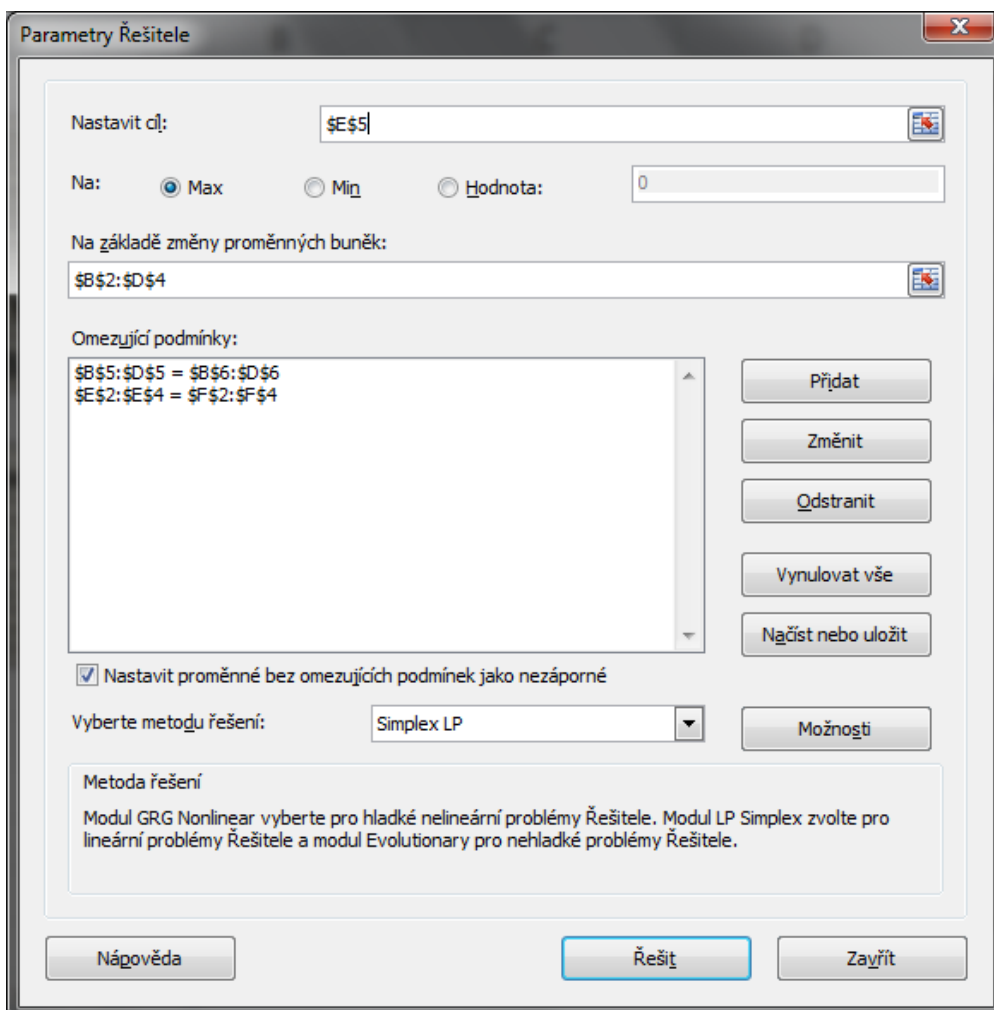 Parametry Řešitele
Nastavit cíl: $E$5
Na: Max Min Hodnota: 0
Na základě změny proměnných buněk:
$B$2:$D$4
Omezující podmínky:
$B$5:$D$5 = $B$6:$D$6
$E$2:$E$4 = $F$2:$F$4
Přidat
Změnit
Odstranit
Vynulovat vše
Načíst nebo uložit
Nastavit proměnné bez omezujících podmínek jako nezáporné
Vyberte metodu řešení: Simplex LP Možnosti
Metoda řešení
Modul GRG Nonlinear vyberte pro hladké nelineární problémy Řešitele. Modul LP Simplex zvolte pro
lineární problémy Řešitele a modul Evolutionary pro nehladké problémy Řešitele.
Nápověda Řešit Zavřít